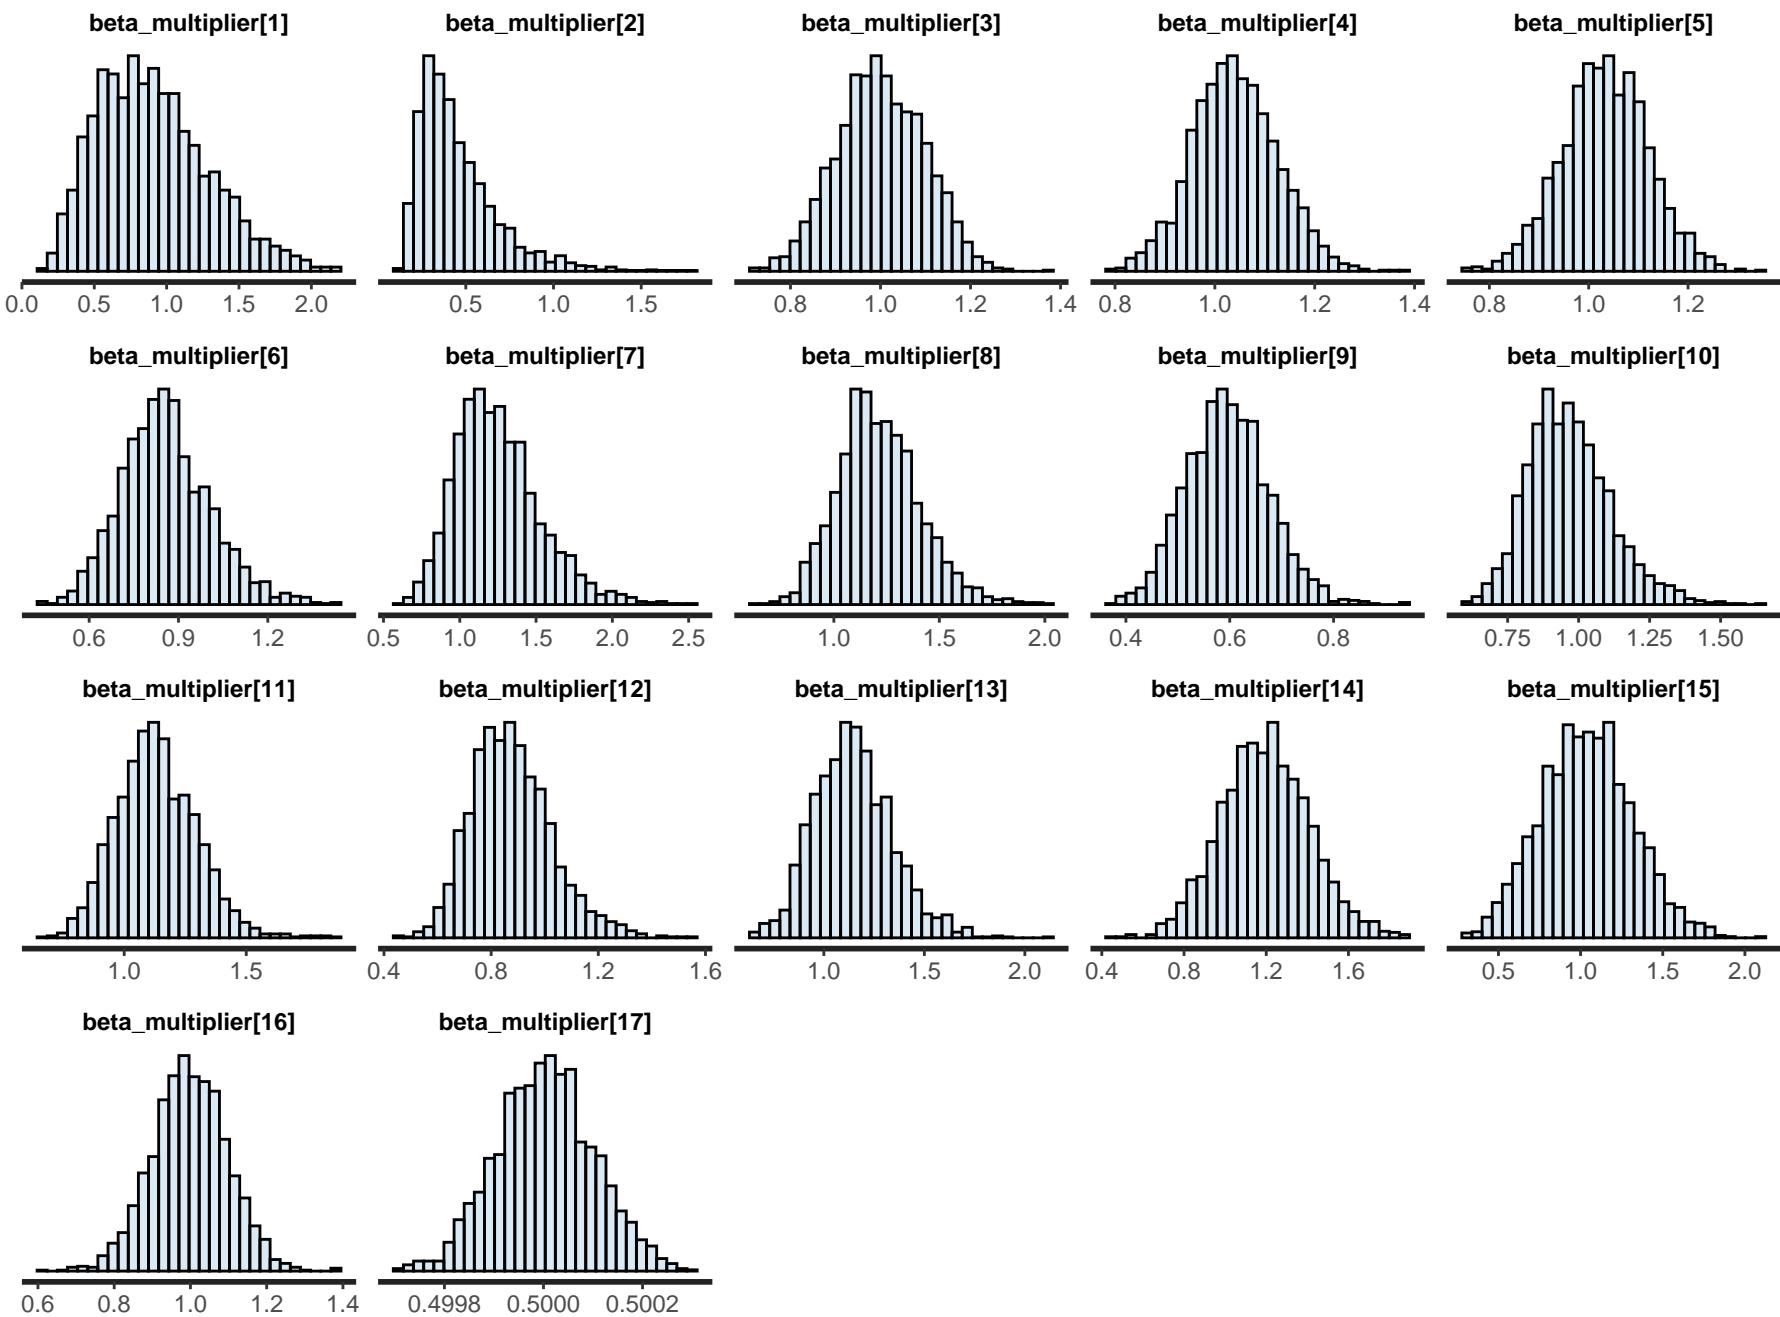 beta_multiplier[1] beta_multiplier[2] beta_multiplier[3] beta_multiplier[4] beta_multiplier[5]
0.0 0.5 1.0 1.5 2.0 0.5 1.0 1.5 0.8 1.0 1.2 1.4 0.8 1.0 1.2 1.4 0.8 1.0 1.2
beta_multiplier[6] beta_multiplier[7] beta_multiplier[8] beta_multiplier[9] beta_multiplier[10]
0.6 0.9 1.2 0.5 1.0 1.5 2.0 2.5 1.0 1.5 2.0 0.4 0.6 0.8 0.75 1.00 1.25 1.50
beta_multiplier[11] beta_multiplier[12] beta_multiplier[13] beta_multiplier[14] beta_multiplier[15]
1.0 1.5 0.4 0.8 1.2 1.6 1.0 1.5 2.0 0.4 0.8 1.2 1.6 0.5 1.0 1.5 2.0
beta_multiplier[16] beta_multiplier[17]
0.6 0.8 1.0 1.2 1.4 0.4998 0.5000 0.5002